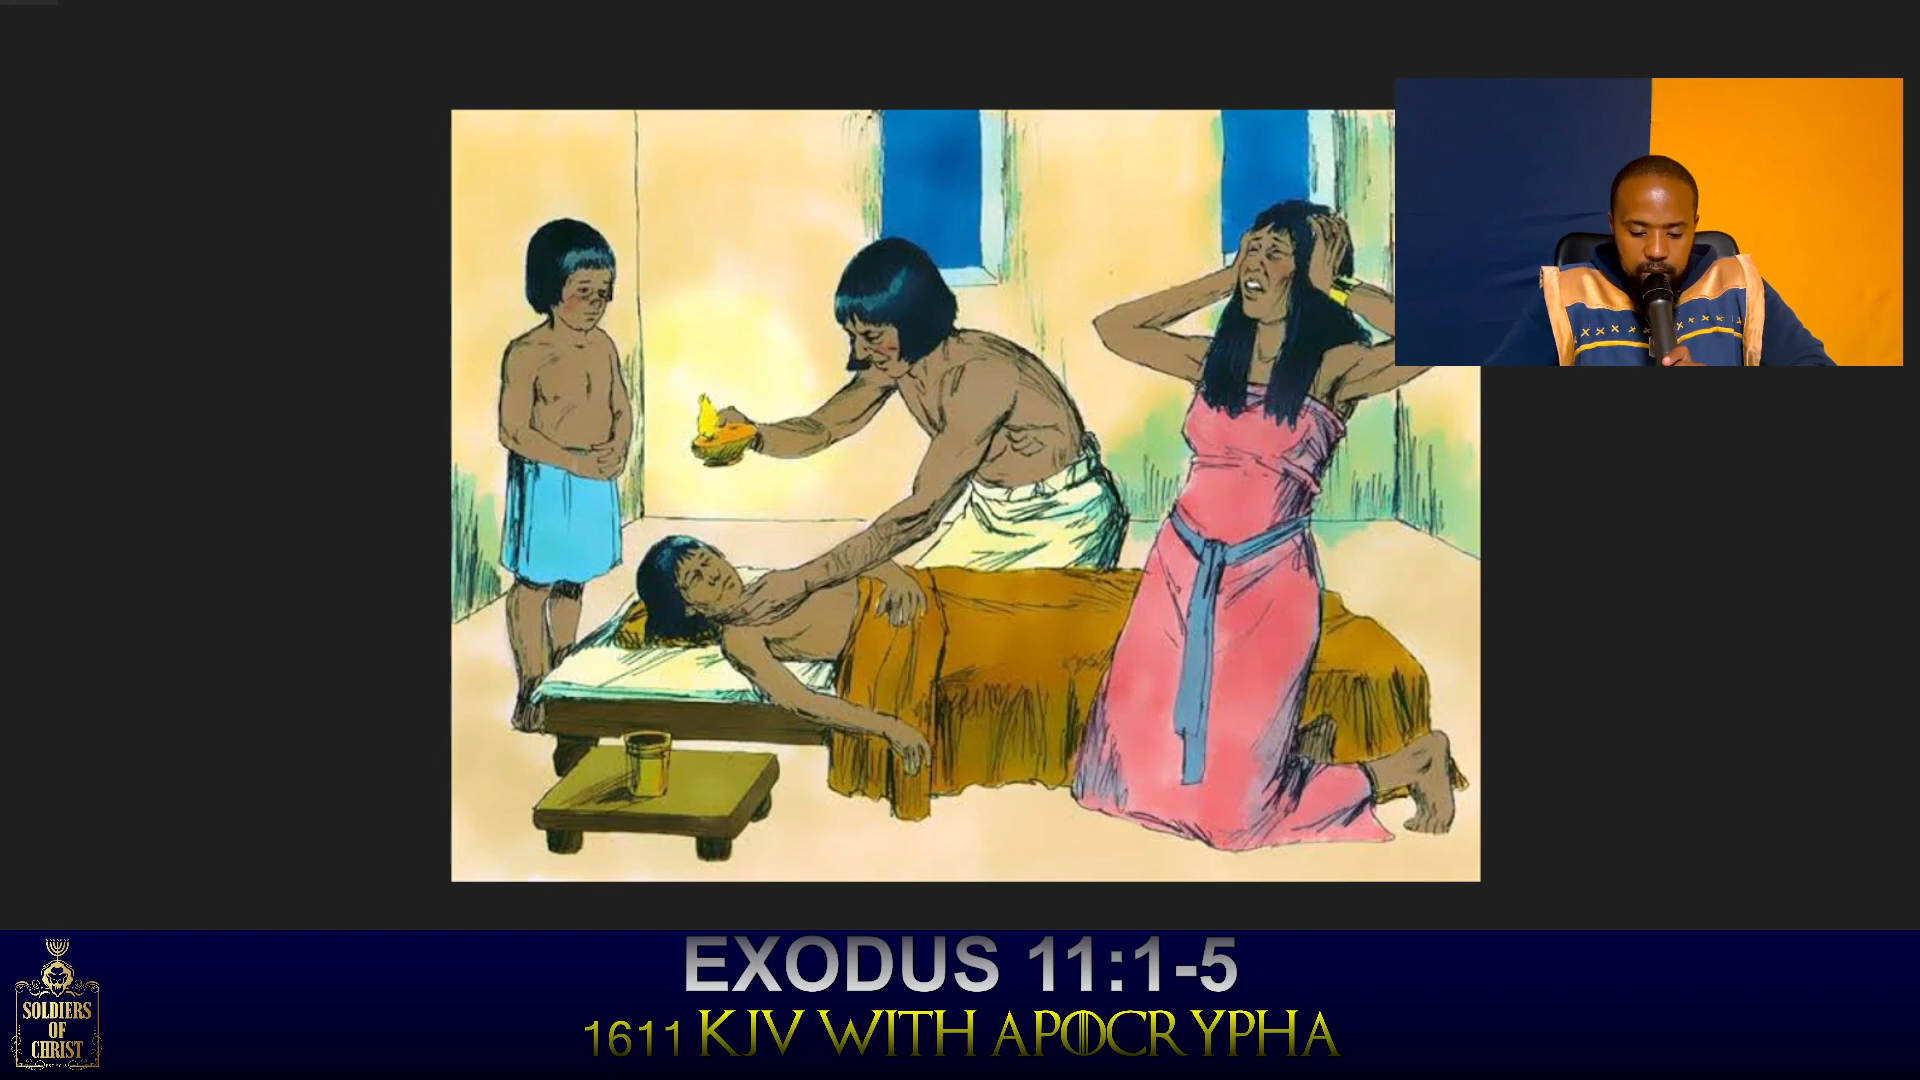 EXODUS 11:1-5
1611 KJV WITH APOCRYPHA
SOLDIERS
OF
CHRIST